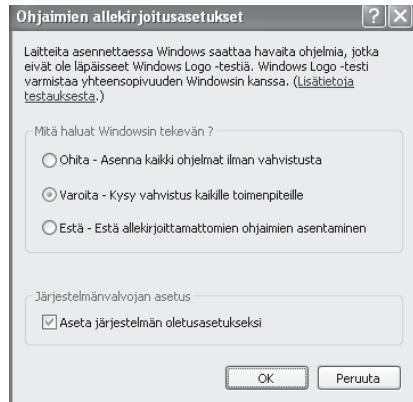 Ohjaimien allekirjoitusasetukset
Laitteita asennettaessa Windows saattaa havaita ohjelmia, jotka
eivät ole läpäisseet Windows Logo -testiä. Windows Logo -testi
varmistaa yhteensopivuuden Windowsin kanssa. (Lisätietoja
testauksesta.)
Mitä haluat Windowsin tekevän ?
Ohita - Asenna kaikki ohjelmat ilman vahvistusta
Varoita - Kysy vahvistus kaikille toimenpiteille
Estä - Estä allekirjoittamattomien ohjaimien asentaminen
Järjestelmänvalvojan asetus
Aseta järjestelmän oletusasetukseksi
OK Peruuta